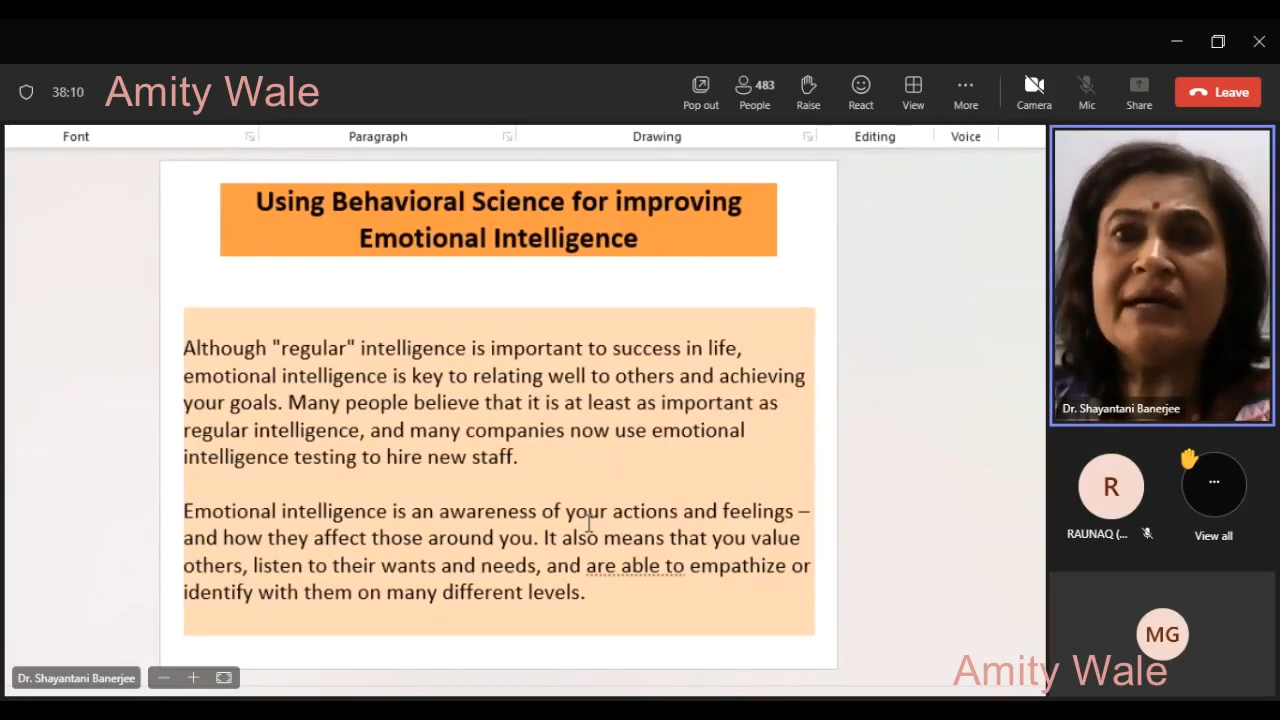 38:10
Amity Wale
Pop out
483
People
Raise
React
View
More
Camera
Mic
Share
Leave
Font
Paragraph
Drawing
Editing
Voice
Using Behavioral Science for improving
Emotional Intelligence
Although "regular" intelligence is important to success in life,
emotional intelligence is key to relating well to others and achieving
your goals. Many people believe that it is at least as important as
regular intelligence, and many companies now use emotional
intelligence testing to hire new staff.
Emotional intelligence is an awareness of your actions and feelings –
and how they affect those around you. It also means that you value
others, listen to their wants and needs, and are able to empathize or
identify with them on many different levels.
Dr. Shayantani Banerjee
Dr. Shayantani Banerjee
R
RAUNAQ (...
View all
MG
Amity Wale